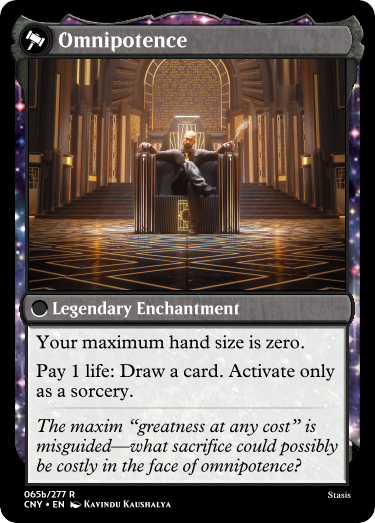 Omnipotence
Legendary Enchantment
Your maximum hand size is zero.
Pay 1 life: Draw a card. Activate only
as a sorcery.
The maxim “greatness at any cost” is
misguided—what sacrifice could possibly
be costly in the face of omnipotence?
065b/277 R
CNY • EN Kavindu Kaushalya
Stasis